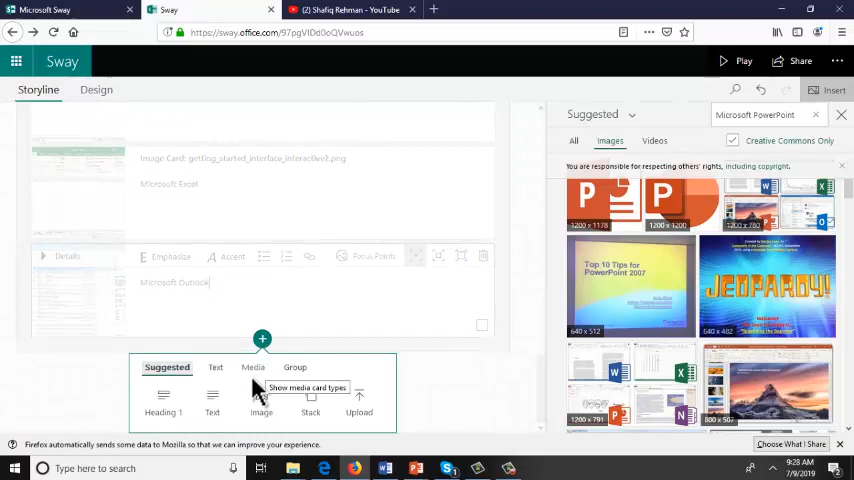 Microsoft Sway
Sway
(2) Shafiq Rehman - YouTube
https://sway.office.com/97pgVIDd0cWvuos
Sway
Play
Share
Storyline
Design
Insert
Suggested
Microsoft PowerPoint
All
Images
Videos
Creative Commons Only
You are responsible for respecting others' rights, including copyright.
Image Card: getting_started_interface_interactive2.png
Microsoft Excel
1200 x 1178
1200 x 1200
1200 x 780
Details
Emphasize
Accent
Focus Points
Microsoft Outlook
Top 10 Tips for
PowerPoint 2007
640 x 512
JEOPARDY!
640 x 482
Suggested
Text
Media
Group
Show media card types
Heading 1
Text
Image
Stack
Upload
1200 x 791
1200 x 800
Firefox automatically sends some data to Mozilla so that we can improve your experience.
Choose What I Share
Type here to search
9:28 AM
7/9/2019